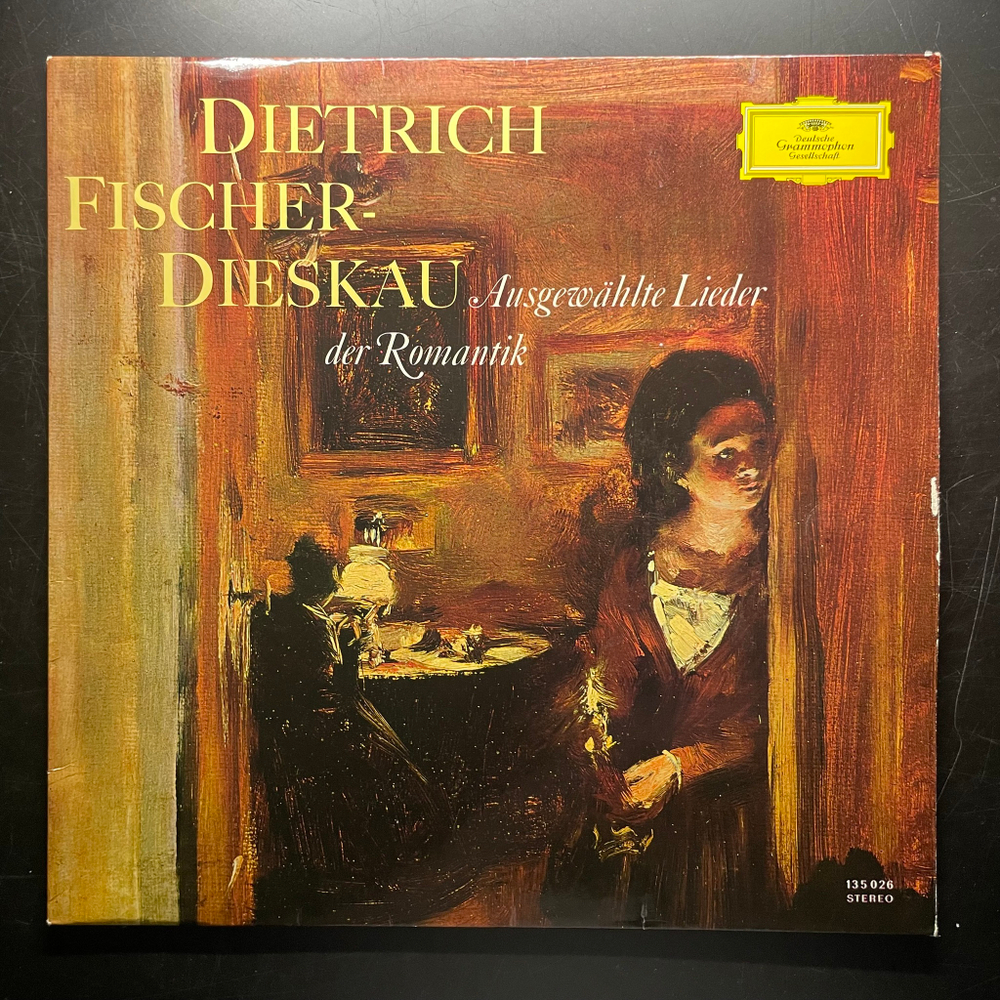 DIETRICH
FISCHER-
DIESKAU Ausgewählte Lieder
der Romantik
Deutsche
Grammophon
Gesellschaft
135 026
STEREO